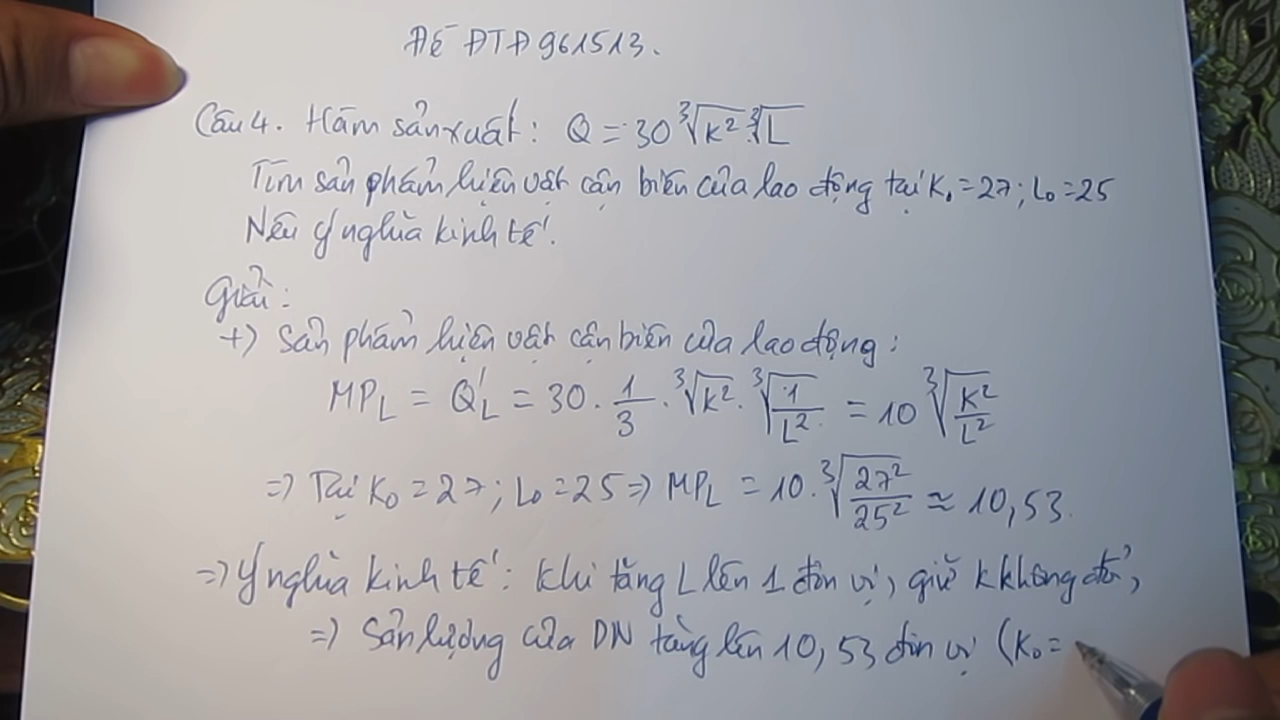 Đề ĐTĐ961513.
Câu 4. Hàm sản xuất: Q = 30 ∛K² ∛L
Tìm sản phẩm hiện vật cận biên của lao động tại K₀ = 27; L₀ = 25
Nêu ý nghĩa kinh tế.
Giải:
+) Sản phẩm hiện vật cận biên của lao động:
MP_L = Q'_L = 30 . 1/3 . ∛K² . ∛(1/L²) = 10 ∛(K²/L²)
=> Tại K₀ = 27; L₀ = 25 => MP_L = 10 . ∛(27²/25²) ≈ 10,53.
=> Ý nghĩa kinh tế: Khi tăng L lên 1 đơn vị, giữ K không đổi,
=> Sản lượng của DN tăng lên 10,53 đơn vị (K₀ =